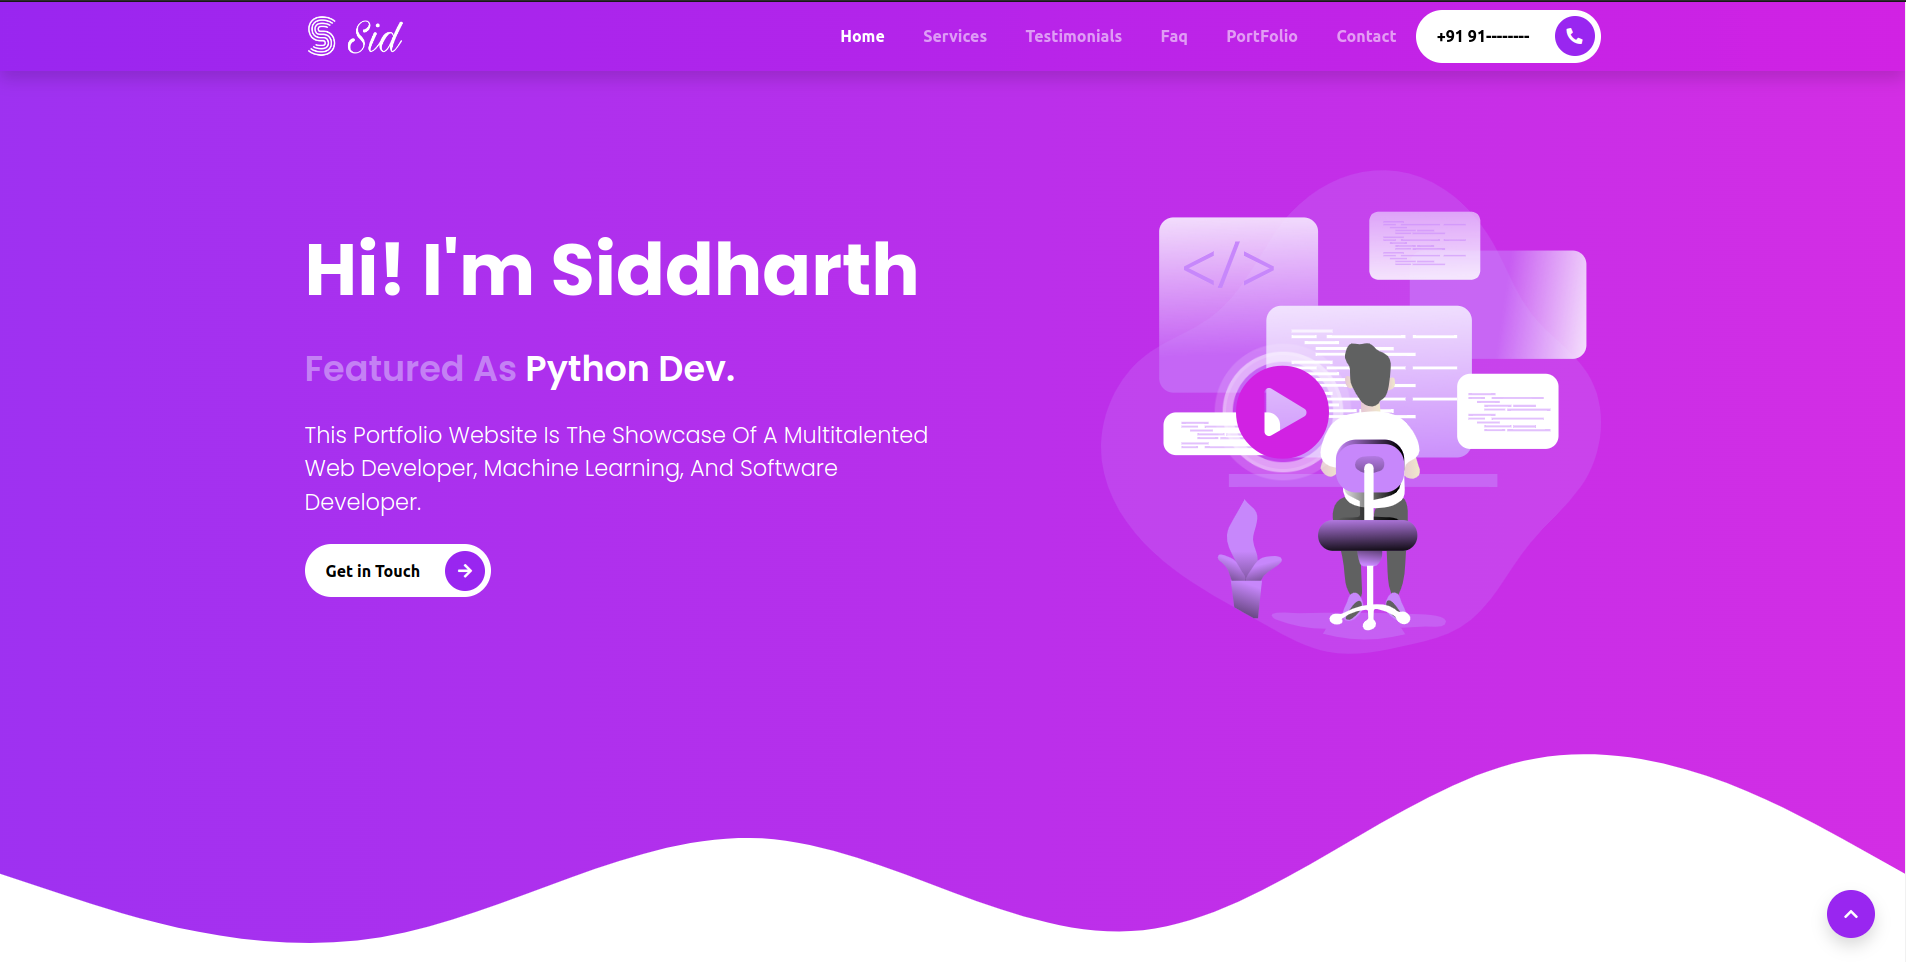 Sid
Home Services Testimonials Faq PortFolio Contact +91 91--------
Hi! I'm Siddharth
Featured As Python Dev.
This Portfolio Website Is The Showcase Of A Multitalented
Web Developer, Machine Learning, And Software
Developer.
Get in Touch
</>